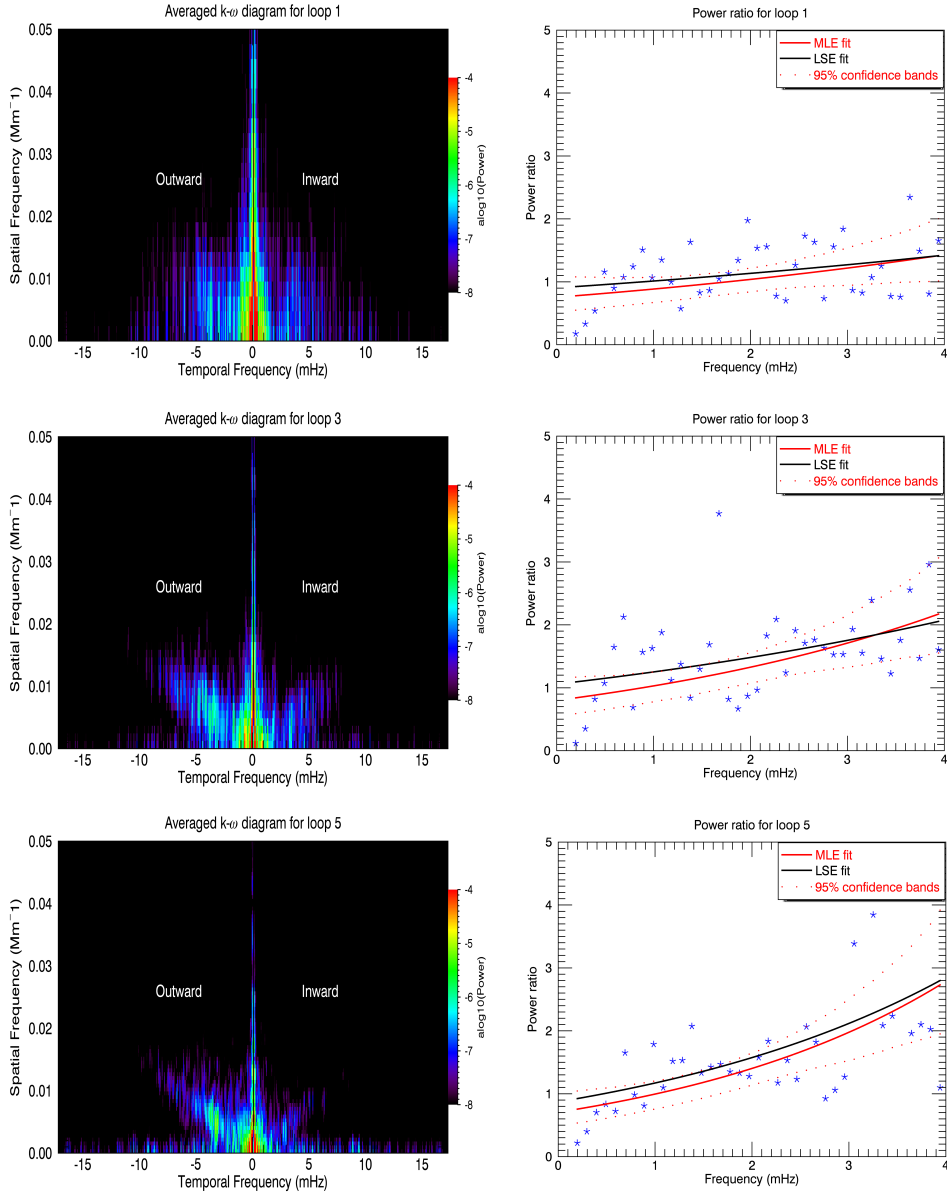 Averaged k-ω diagram for loop 1
Spatial Frequency (Mm⁻1)
0.05
0.04
0.03
0.02
0.01
0.00
Outward
Inward
-15
-10
-5
0
5
10
15
Temporal Frequency (mHz)
-4
-5
-6
-7
-8
alog10(Power)
Power ratio for loop 1
MLE fit
LSE fit
95% confidence bands
Power ratio
5
4
3
2
1
0
0
1
2
3
4
Frequency (mHz)
Averaged k-ω diagram for loop 3
Spatial Frequency (Mm⁻1)
0.05
0.04
0.03
0.02
0.01
0.00
Outward
Inward
-15
-10
-5
0
5
10
15
Temporal Frequency (mHz)
-4
-5
-6
-7
-8
alog10(Power)
Power ratio for loop 3
MLE fit
LSE fit
95% confidence bands
Power ratio
5
4
3
2
1
0
0
1
2
3
4
Frequency (mHz)
Averaged k-ω diagram for loop 5
Spatial Frequency (Mm⁻1)
0.05
0.04
0.03
0.02
0.01
0.00
Outward
Inward
-15
-10
-5
0
5
10
15
Temporal Frequency (mHz)
-4
-5
-6
-7
-8
alog10(Power)
Power ratio for loop 5
MLE fit
LSE fit
95% confidence bands
Power ratio
5
4
3
2
1
0
0
1
2
3
4
Frequency (mHz)